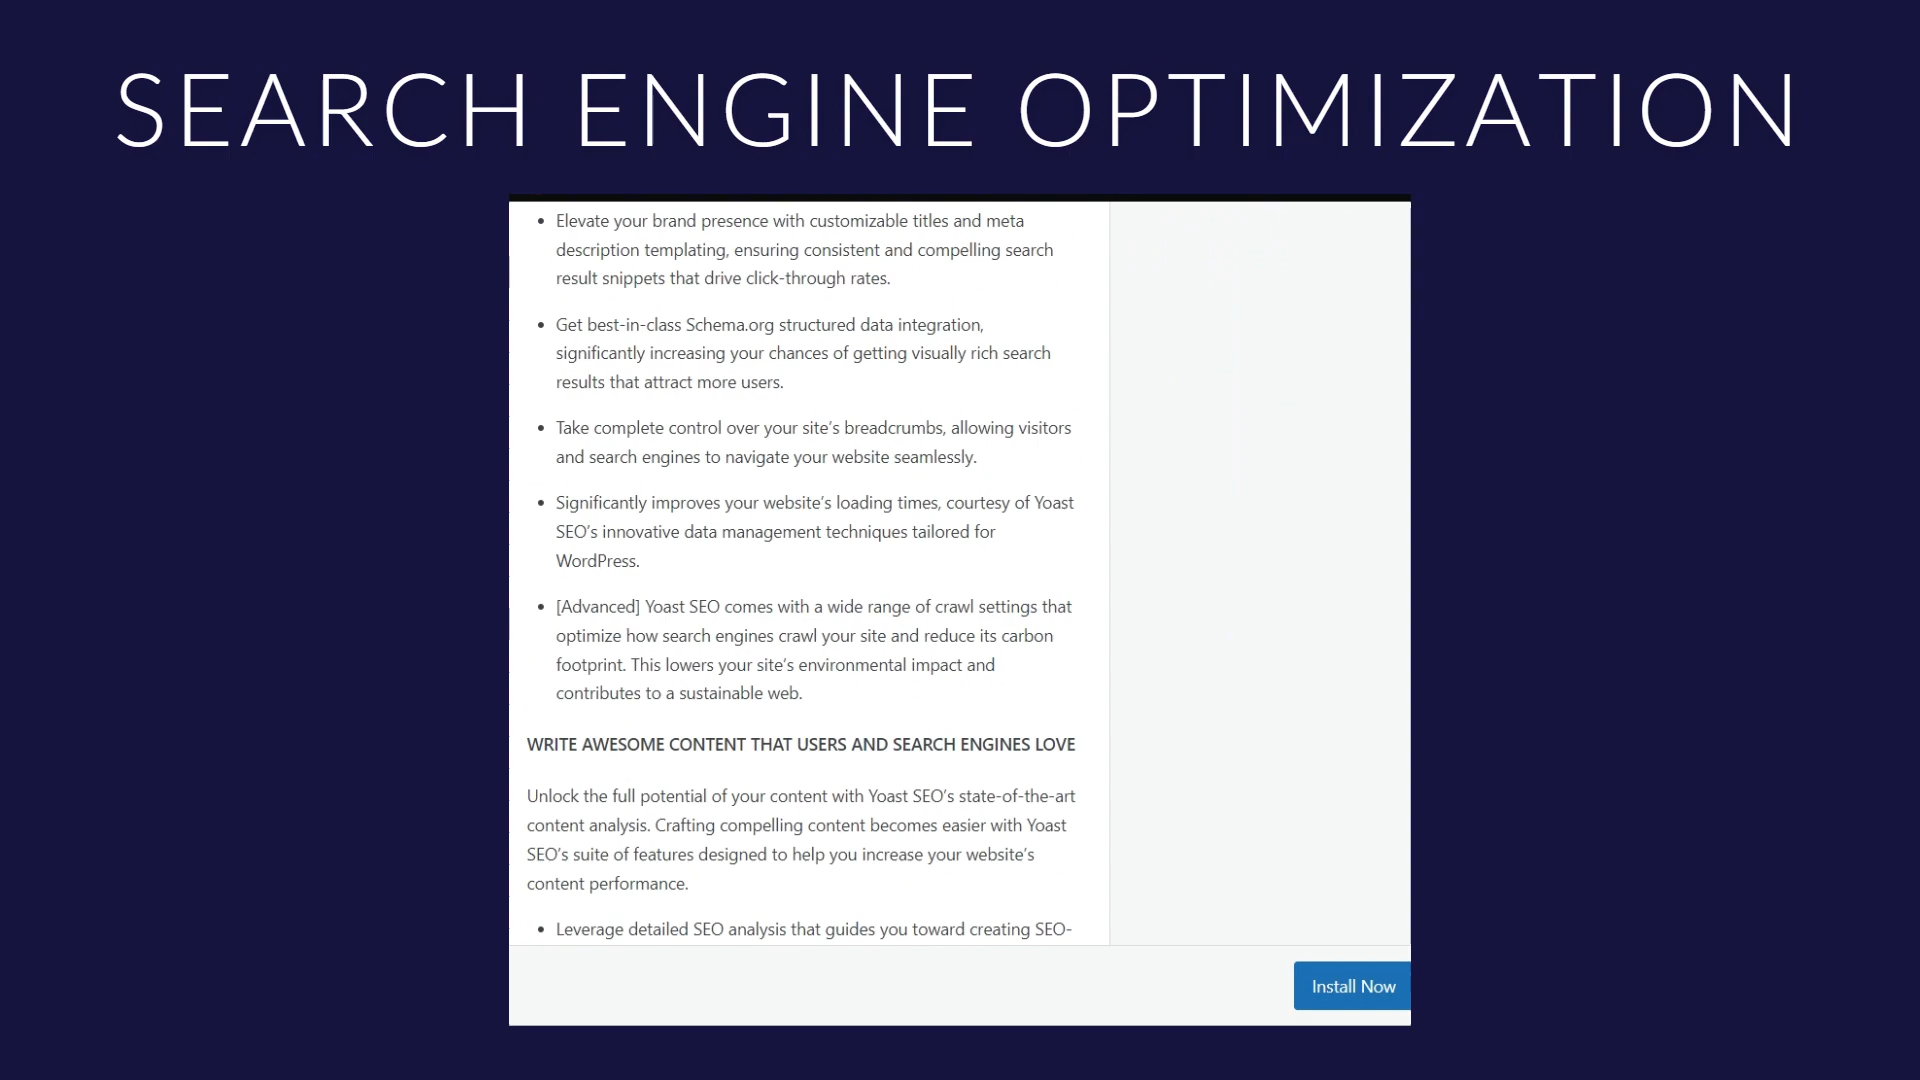 SEARCH ENGINE OPTIMIZATION
• Elevate your brand presence with customizable titles and meta
description templating, ensuring consistent and compelling search
result snippets that drive click-through rates.
• Get best-in-class Schema.org structured data integration,
significantly increasing your chances of getting visually rich search
results that attract more users.
• Take complete control over your site's breadcrumbs, allowing visitors
and search engines to navigate your website seamlessly.
• Significantly improves your website's loading times, courtesy of Yoast
SEO's innovative data management techniques tailored for
WordPress.
• [Advanced] Yoast SEO comes with a wide range of crawl settings that
optimize how search engines crawl your site and reduce its carbon
footprint. This lowers your site's environmental impact and
contributes to a sustainable web.
WRITE AWESOME CONTENT THAT USERS AND SEARCH ENGINES LOVE
Unlock the full potential of your content with Yoast SEO's state-of-the-art
content analysis. Crafting compelling content becomes easier with Yoast
SEO's suite of features designed to help you increase your website's
content performance.
• Leverage detailed SEO analysis that guides you toward creating SEO-
Install Now